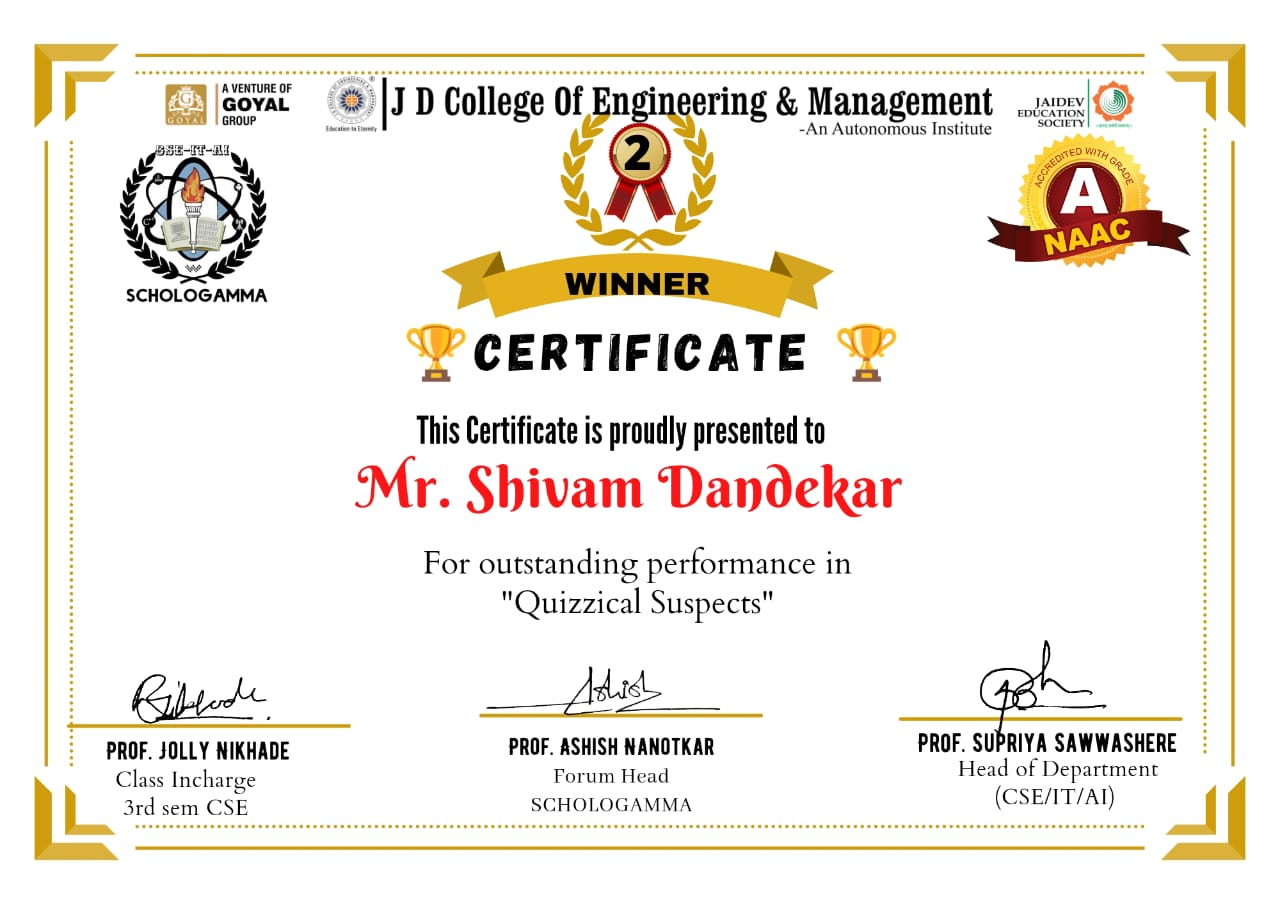 GOYAL
A VENTURE OF
GOYAL
GROUP
Education to Eternity
J D College Of Engineering & Management
-An Autonomous Institute
JAIDEV
EDUCATION
SOCIETY
CSE-IT-AI
SCHOLOGAMMA
2
ACCREDITED WITH GRADE
A
NAAC
WINNER
CERTIFICATE
This Certificate is proudly presented to
Mr. Shivam Dandekar
For outstanding performance in
"Quizzical Suspects"
Ashish
PROF. JOLLY NIKHADE
Class Incharge
3rd sem CSE
PROF. ASHISH NANOTKAR
Forum Head
SCHOLOGAMMA
PROF. SUPRIYA SAWWASHERE
Head of Department
(CSE/IT/AI)